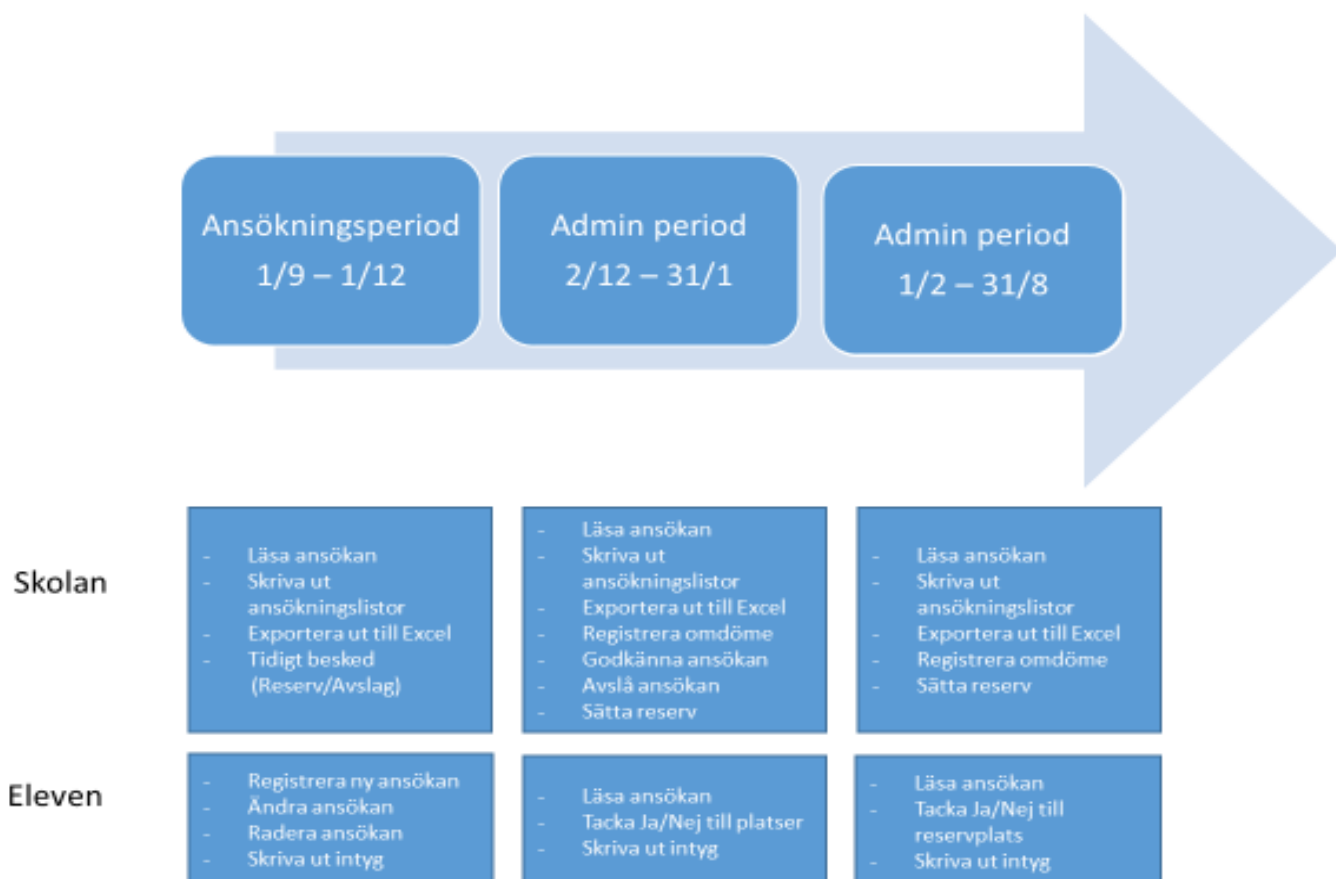 Ansökningsperiod
1/9 – 1/12
Admin period
2/12 – 31/1
Admin period
1/2 – 31/8
Skolan
- Läsa ansökan
- Skriva ut
ansökningslistor
- Exportera ut till Excel
- Tidigt besked
(Reserv/Avslag)
- Läsa ansökan
- Skriva ut
ansökningslistor
- Exportera ut till Excel
- Registrera omdöme
- Godkänna ansökan
- Avslå ansökan
- Sätta reserv
- Läsa ansökan
- Skriva ut
ansökningslistor
- Exportera ut till Excel
- Registrera omdöme
- Sätta reserv
Eleven
- Registrera ny ansökan
- Ändra ansökan
- Radera ansökan
- Skriva ut intyg
- Läsa ansökan
- Tacka Ja/Nej till platser
- Skriva ut intyg
- Läsa ansökan
- Tacka Ja/Nej till
reservplats
- Skriva ut intyg